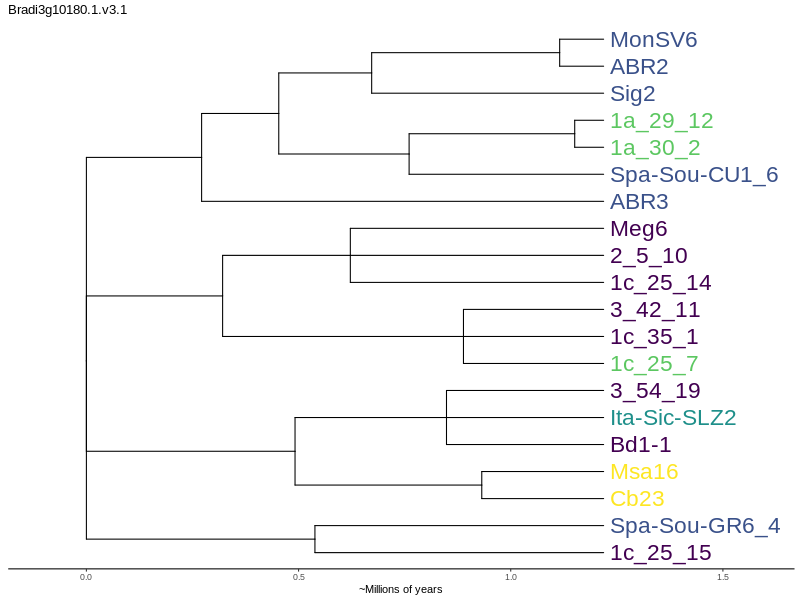 Bradi3g10180.1.v3.1
MonSV6
ABR2
Sig2
1a_29_12
1a_30_2
Spa-Sou-CU1_6
ABR3
Meg6
2_5_10
1c_25_14
3_42_11
1c_35_1
1c_25_7
3_54_19
Ita-Sic-SLZ2
Bd1-1
Msa16
Cb23
Spa-Sou-GR6_4
1c_25_15
0.0 0.5 1.0 1.5
~Millions of years